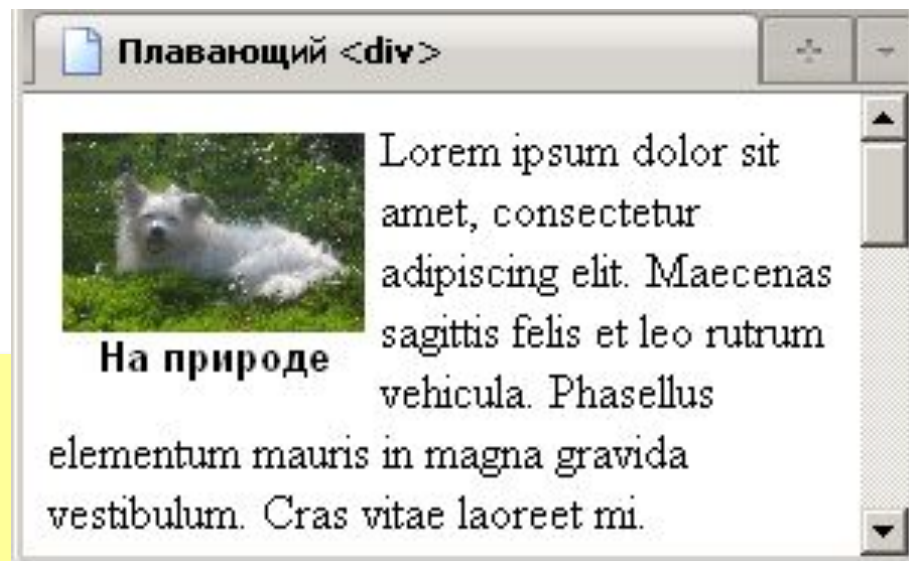 Плавающий <div>
Lorem ipsum dolor sit
amet, consectetur
adipiscing elit. Maecenas
sagittis felis et leo rutrum
vehicula. Phasellus
На природе
elementum mauris in magna gravida
vestibulum. Cras vitae laoreet mi.